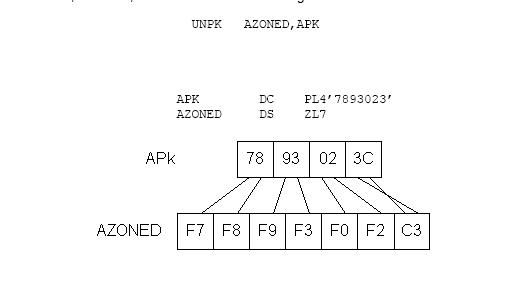 UNPK AZONED,APK
APK DC PL4’7893023’
AZONED DS ZL7
APk 78 93 02 3C
AZONED F7 F8 F9 F3 F0 F2 C3